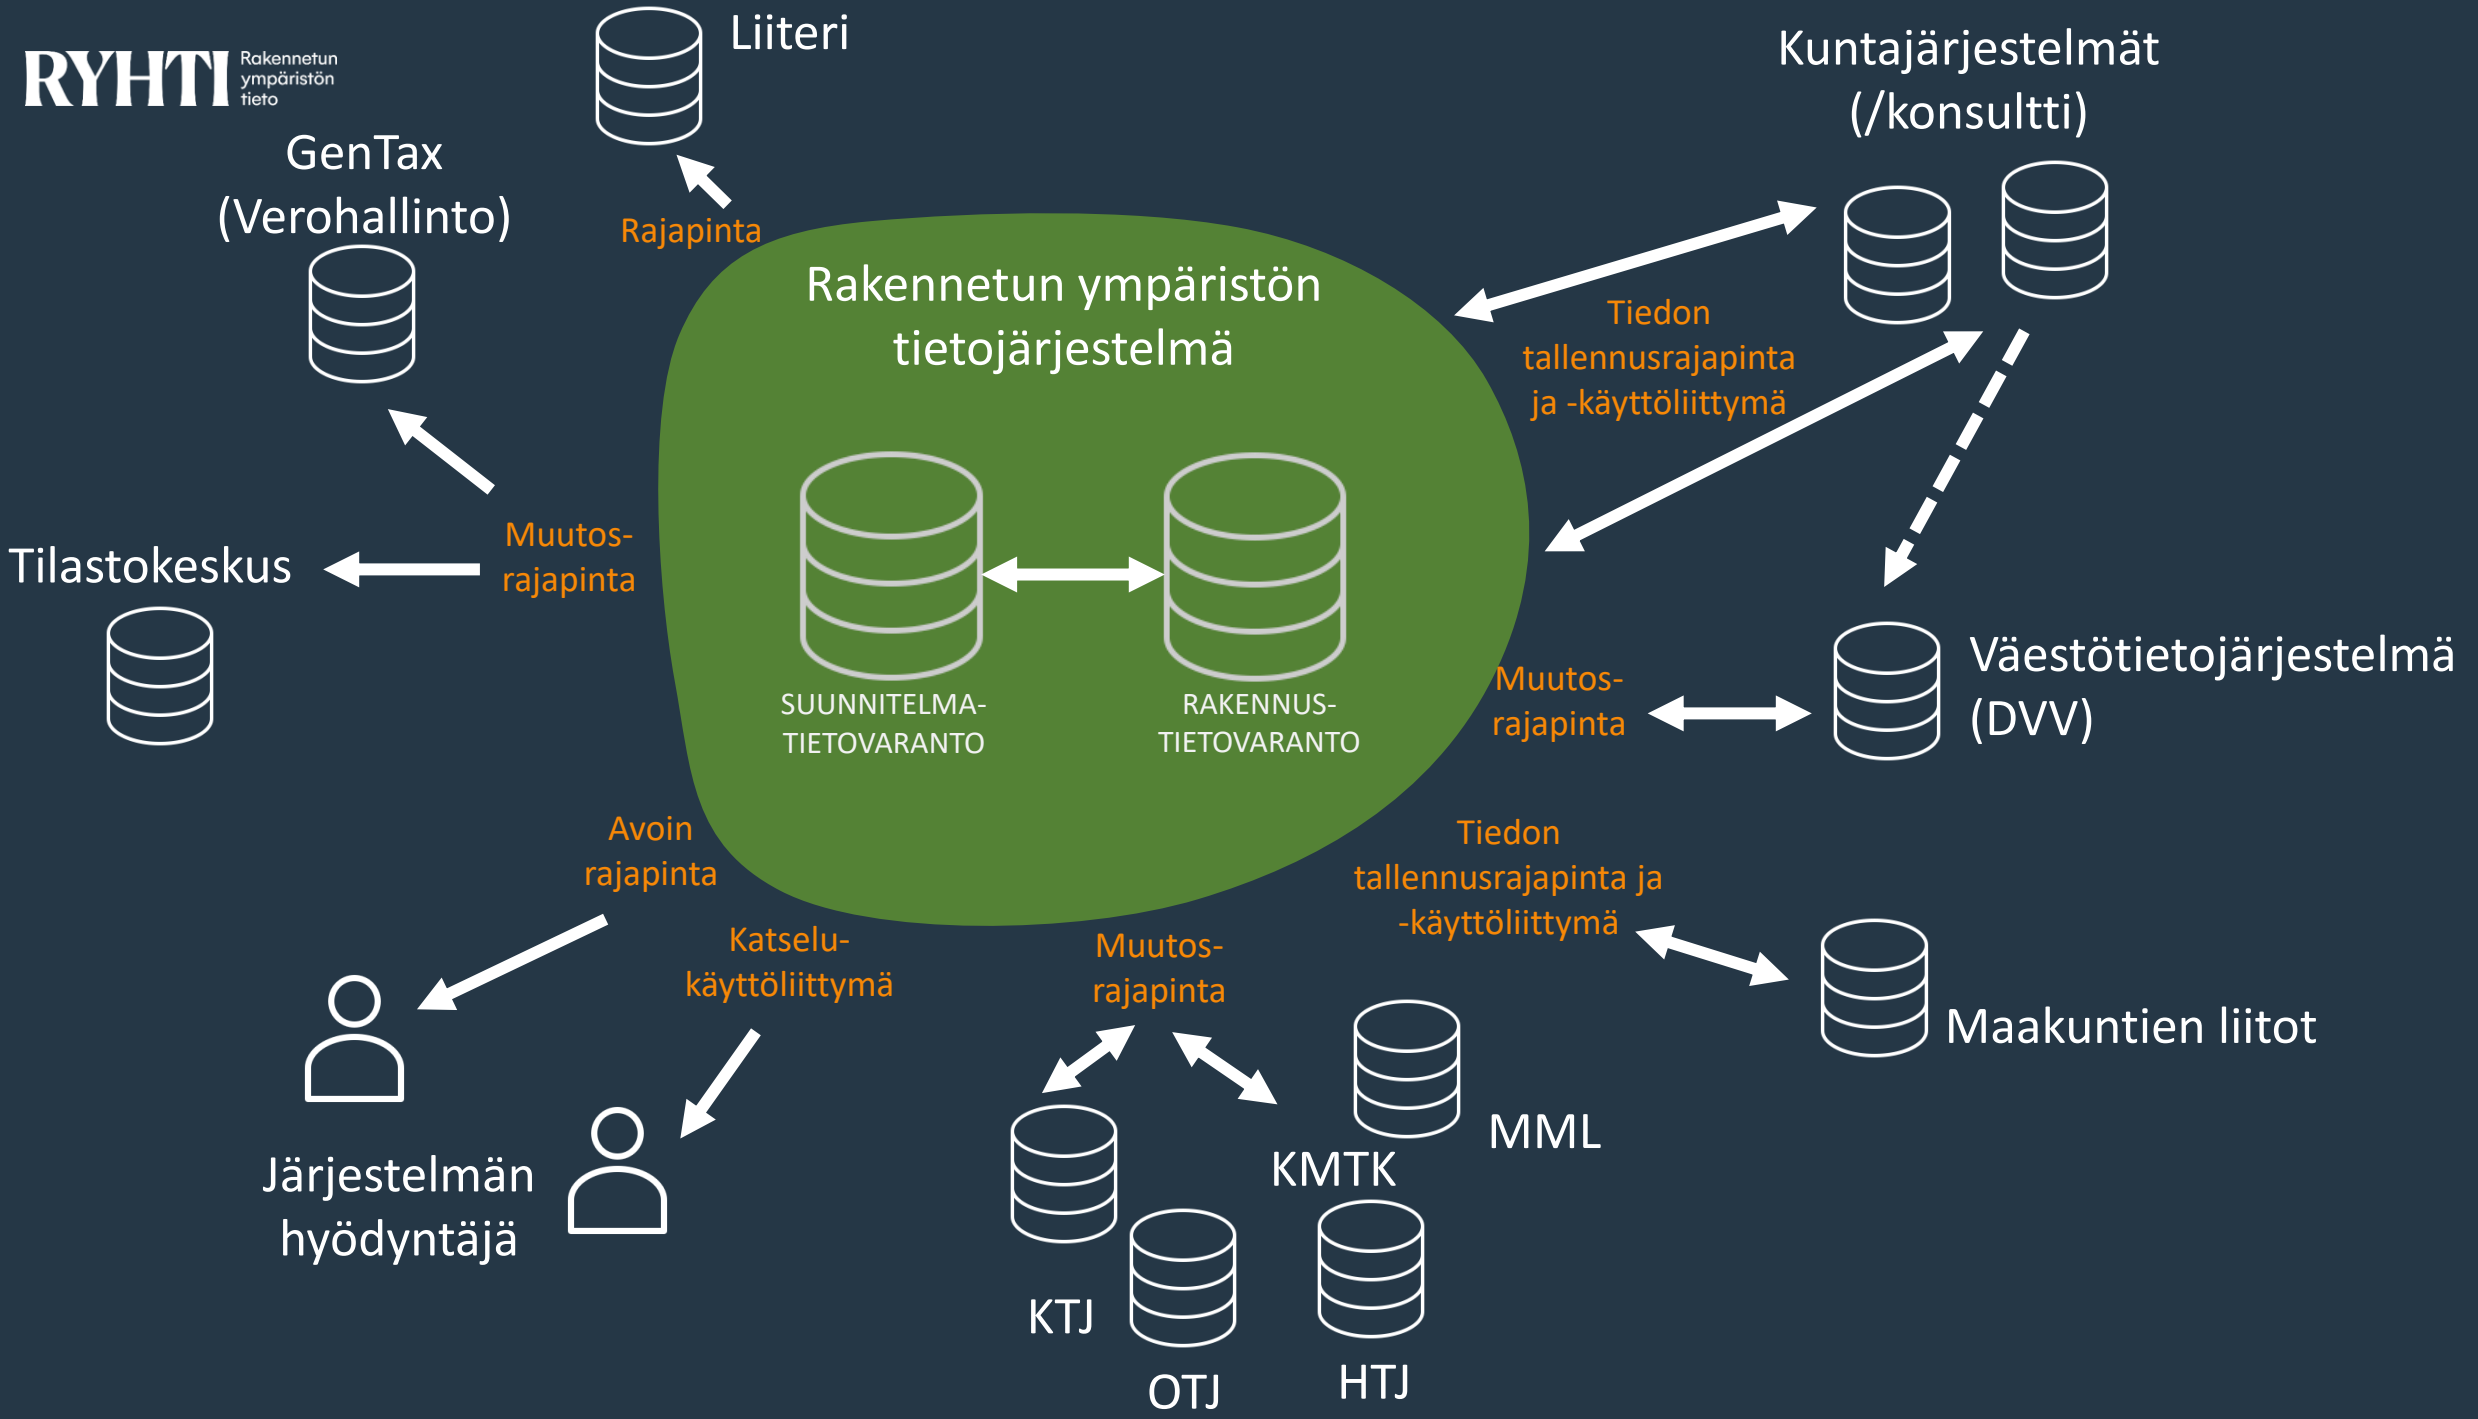 RYHTI
Rakennetun
ympäristön
tieto
Liiteri
Kuntajärjestelmät
(/konsultti)
GenTax
(Verohallinto)
Rajapinta
Rakennetun ympäristön
tietojärjestelmä
Tiedon
tallennusrajapinta
ja -käyttöliittymä
Muutos-
rajapinta
Tilastokeskus
SUUNNITELMA-
TIETOVARANTO
RAKENNUS-
TIETOVARANTO
Muutos-
rajapinta
Väestötietojärjestelmä
(DVV)
Avoin
rajapinta
Tiedon
tallennusrajapinta ja
-käyttöliittymä
Katselu-
käyttöliittymä
Muutos-
rajapinta
Maakuntien liitot
MML
KMTK
Järjestelmän
hyödyntäjä
KTJ
OTJ
HTJ